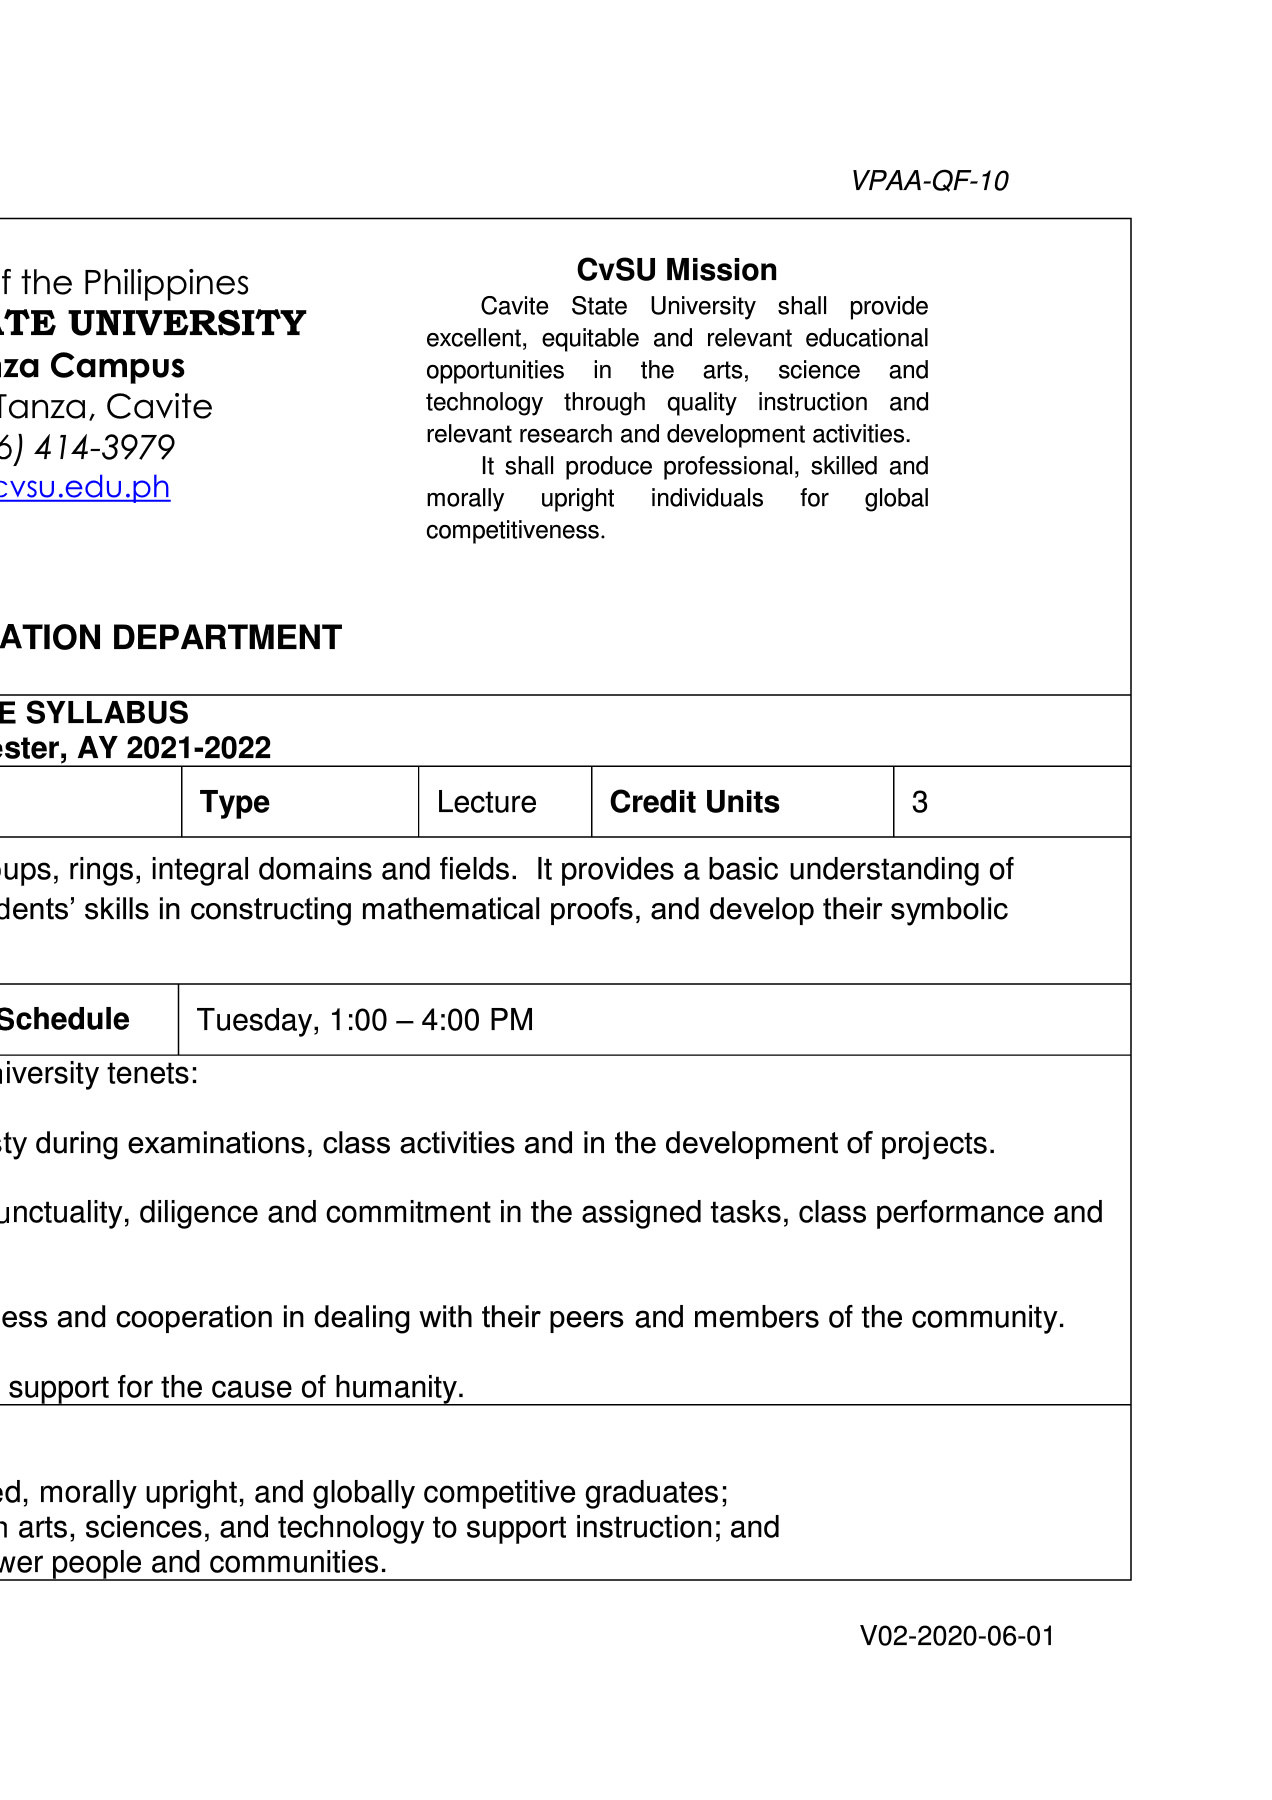 VPAA-QF-10
f the Philippines
ATE UNIVERSITY
nza Campus
Tanza, Cavite
6) 414-3979
cvsu.edu.ph
CvSU Mission
Cavite State University shall provide
excellent, equitable and relevant educational
opportunities in the arts, science and
technology through quality instruction and
relevant research and development activities.
It shall produce professional, skilled and
morally upright individuals for global
competitiveness.
ATION DEPARTMENT
E SYLLABUS
ester, AY 2021-2022
Type Lecture Credit Units 3
oups, rings, integral domains and fields. It provides a basic understanding of
dents’ skills in constructing mathematical proofs, and develop their symbolic
Schedule Tuesday, 1:00 – 4:00 PM
niversity tenets:
sty during examinations, class activities and in the development of projects.
unctuality, diligence and commitment in the assigned tasks, class performance and
ess and cooperation in dealing with their peers and members of the community.
support for the cause of humanity.
ed, morally upright, and globally competitive graduates;
n arts, sciences, and technology to support instruction; and
wer people and communities.
V02-2020-06-01